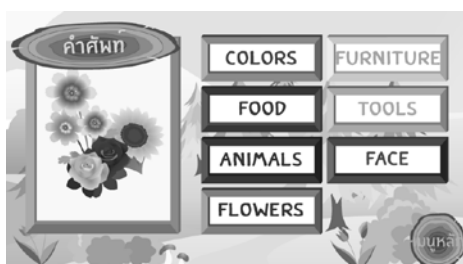 คำศัพท์
COLORS
FURNITURE
FOOD
TOOLS
ANIMALS
FACE
FLOWERS